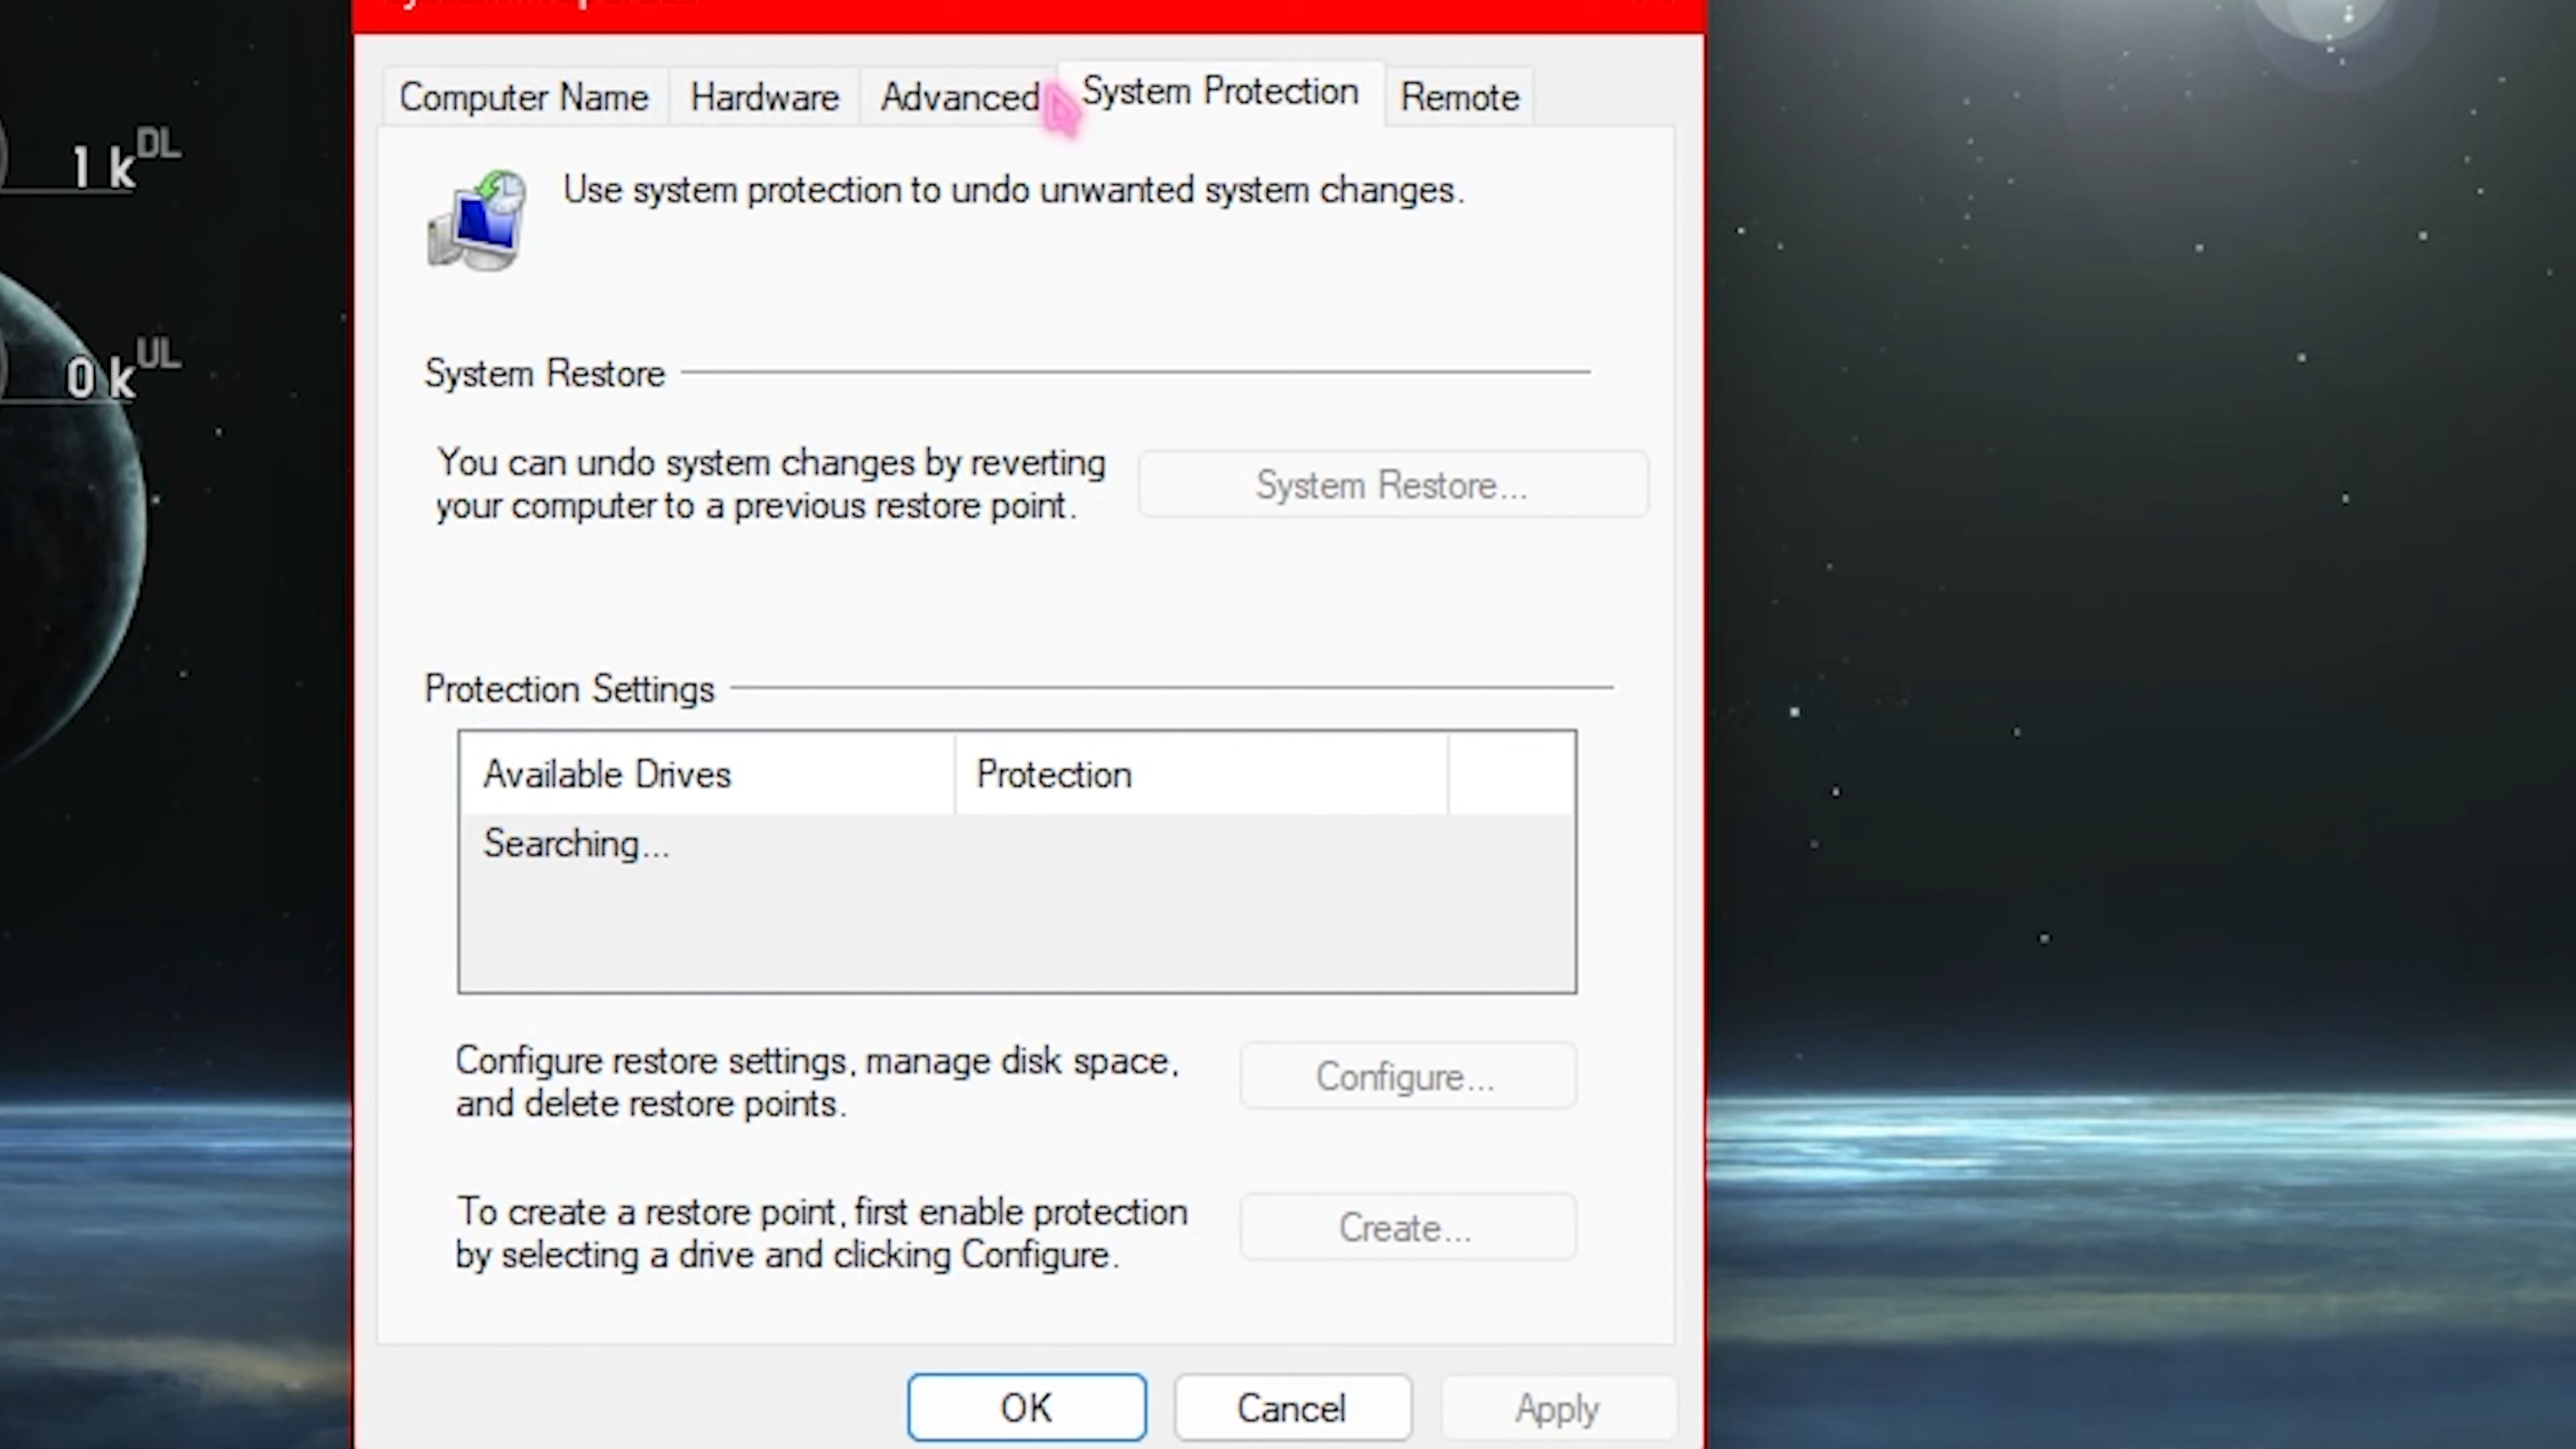 Computer Name
Hardware
Advanced
System Protection
Remote
1 k DL
Use system protection to undo unwanted system changes.
0 k UL
System Restore
You can undo system changes by reverting
your computer to a previous restore point.
System Restore...
Protection Settings
Available Drives
Protection
Searching...
Configure restore settings, manage disk space,
and delete restore points.
Configure...
To create a restore point, first enable protection
by selecting a drive and clicking Configure.
Create...
OK
Cancel
Apply